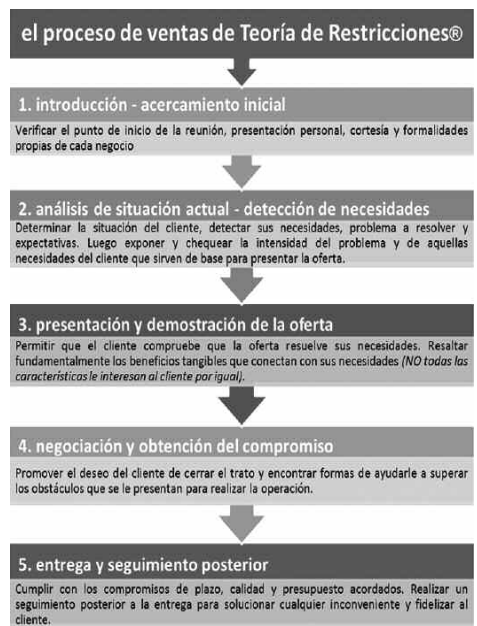 el proceso de ventas de Teoría de Restricciones®
1. introducción - acercamiento inicial
Verificar el punto de inicio de la reunión, presentación personal, cortesía y formalidades
propias de cada negocio
2. análisis de situación actual - detección de necesidades
Determinar la situación del cliente, detectar sus necesidades, problema a resolver y
expectativas. Luego exponer y chequear la intensidad del problema y de aquellas
necesidades del cliente que sirven de base para presentar la oferta.
3. presentación y demostración de la oferta
Permitir que el cliente compruebe que la oferta resuelve sus necesidades. Resaltar
fundamentalmente los beneficios tangibles que conectan con sus necesidades (NO todas las
características le interesan al cliente por igual).
4. negociación y obtención del compromiso
Promover el deseo del cliente de cerrar el trato y encontrar formas de ayudarle a superar
los obstáculos que se le presentan para realizar la operación.
5. entrega y seguimiento posterior
Cumplir con los compromisos de plazo, calidad y presupuesto acordados. Realizar un
seguimiento posterior a la entrega para solucionar cualquier inconveniente y fidelizar al
cliente.